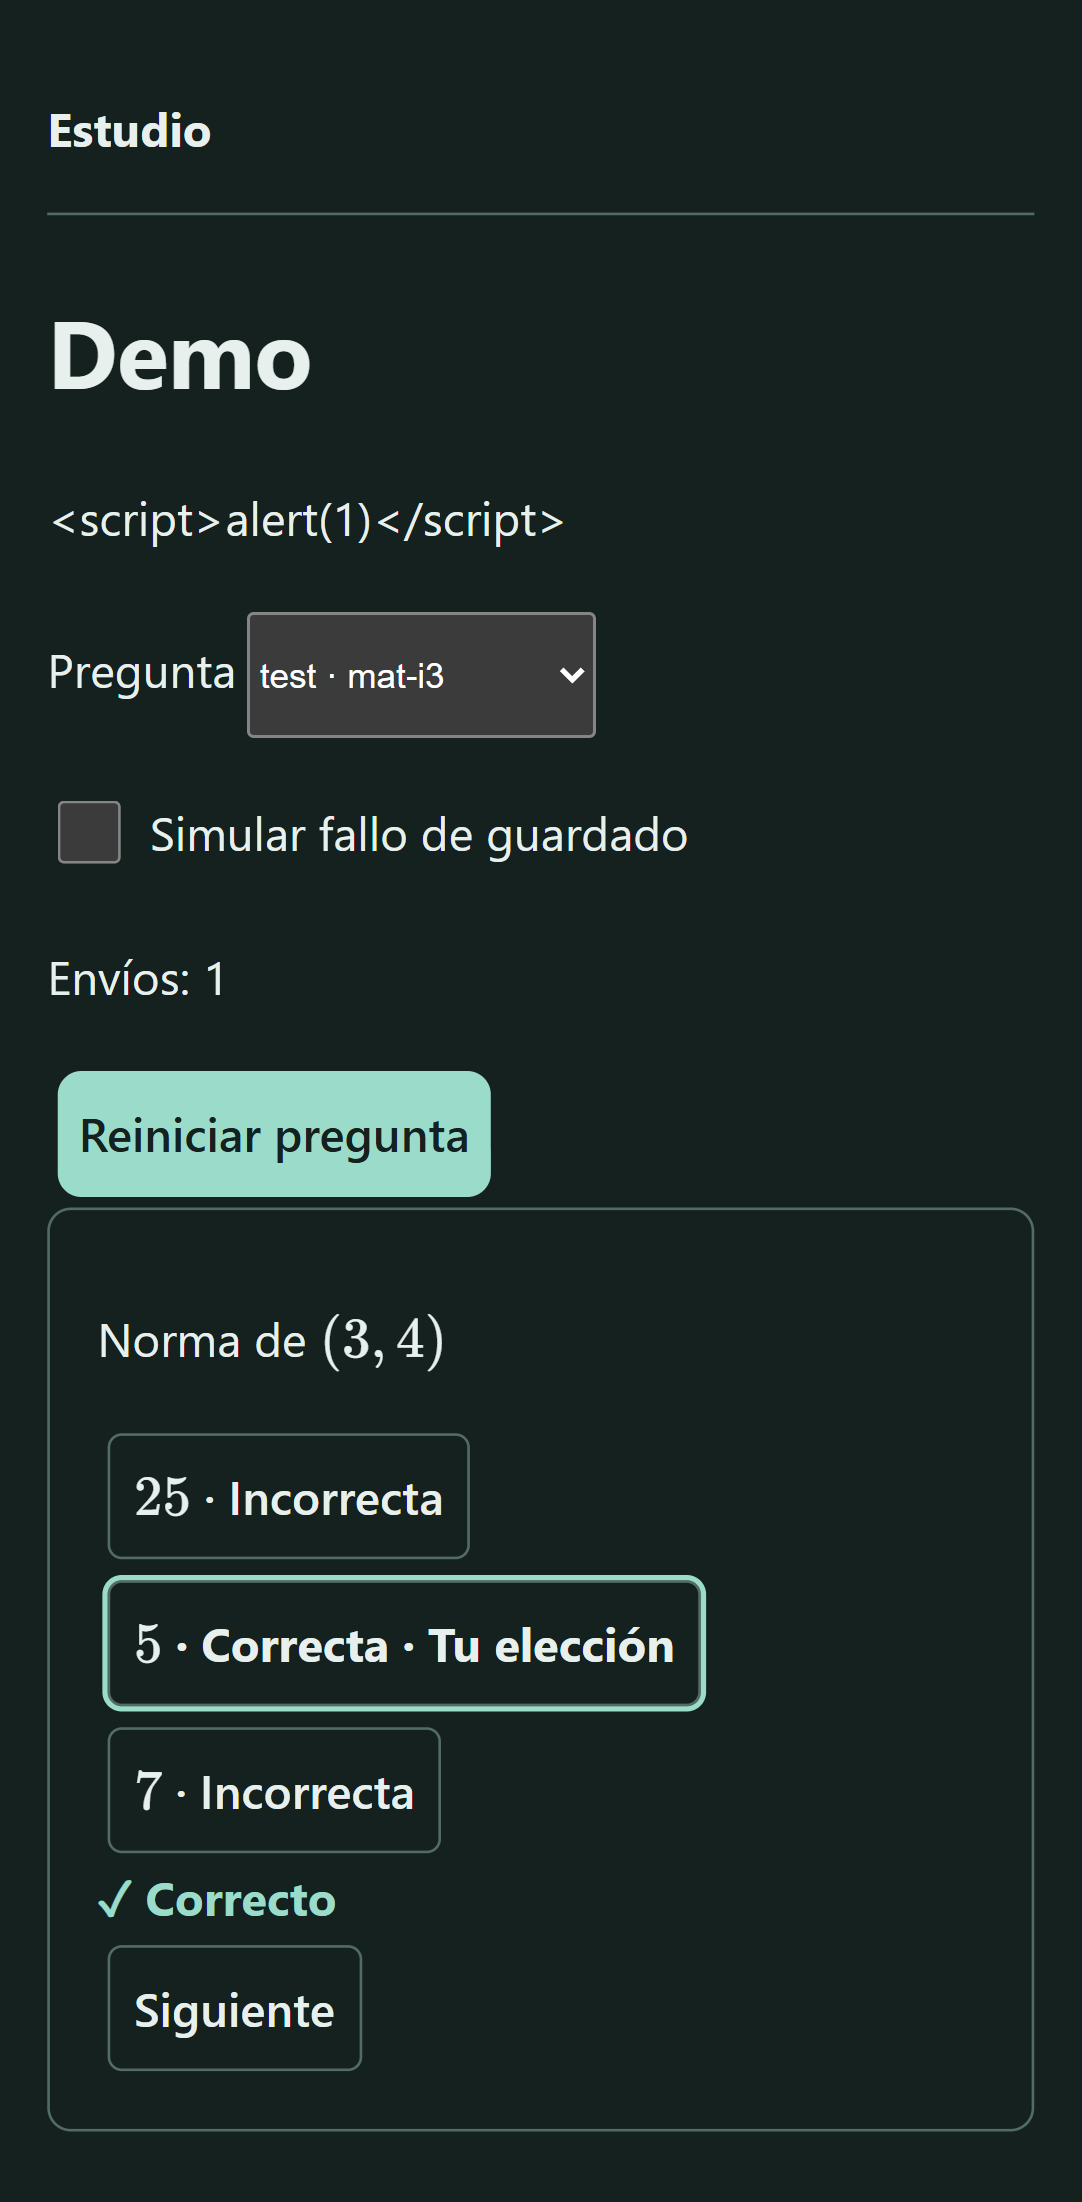 Estudio
Demo
<script>alert(1)</script>
Pregunta test · mat-i3
Simular fallo de guardado
Envíos: 1
Reiniciar pregunta
Norma de (3, 4)
25 · Incorrecta
5 · Correcta · Tu elección
7 · Incorrecta
✓ Correcto
Siguiente